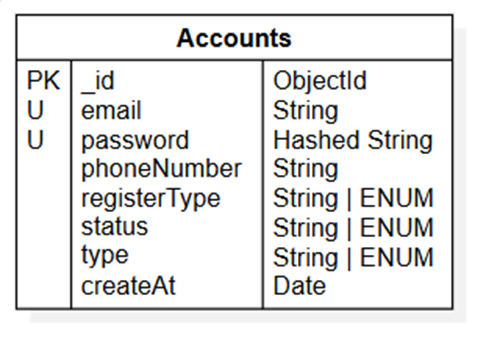 Accounts
PK _id ObjectId
U email String
U password Hashed String
phoneNumber String
registerType String | ENUM
status String | ENUM
type String | ENUM
createAt Date